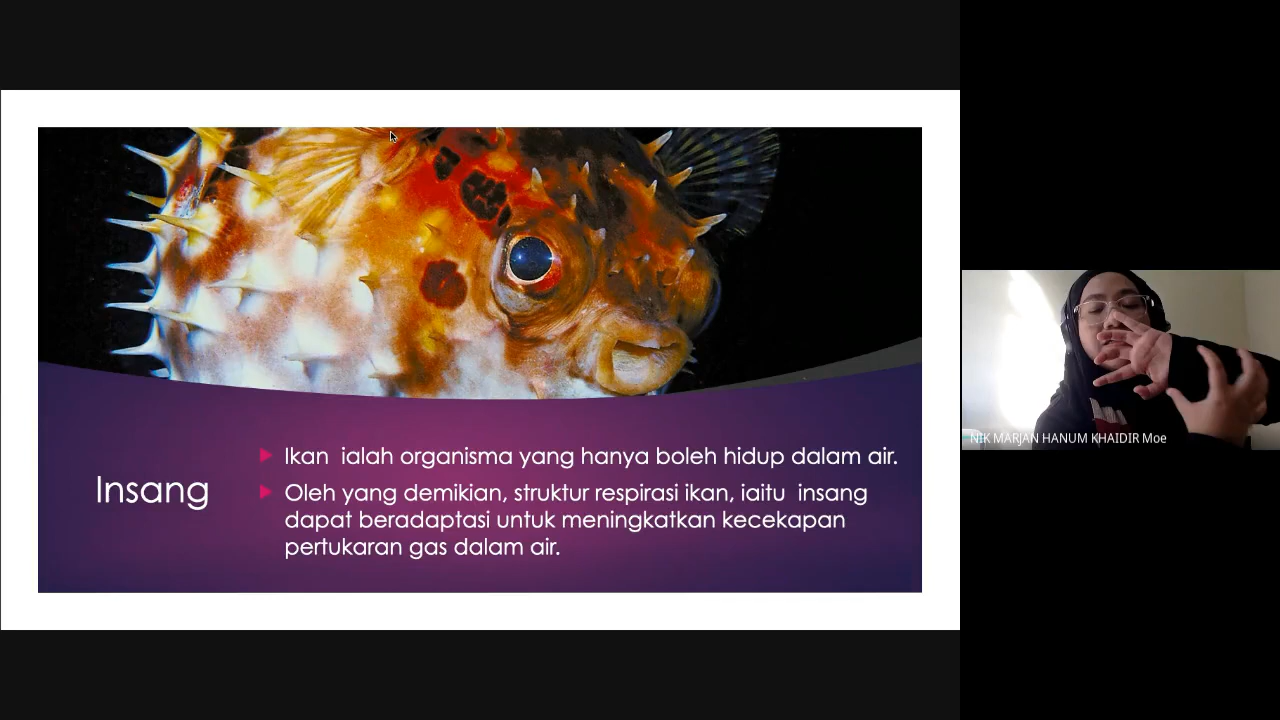 Insang
Ikan ialah organisma yang hanya boleh hidup dalam air.
Oleh yang demikian, struktur respirasi ikan, iaitu insang
dapat beradaptasi untuk meningkatkan kecekapan
pertukaran gas dalam air.
NIK MARJAN HANUM KHAIDIR Moe